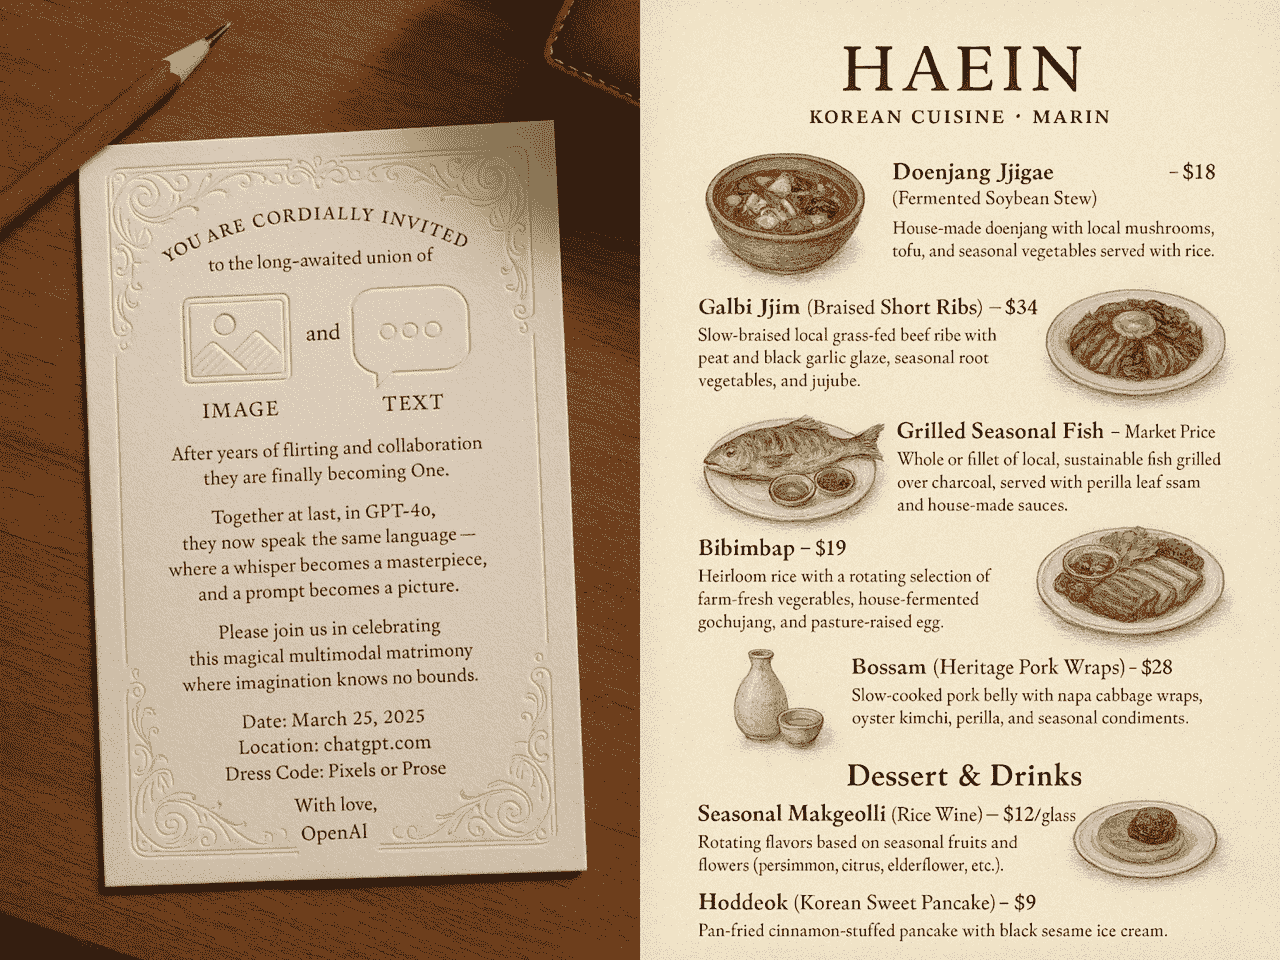 YOU ARE CORDIALLY INVITED
to the long-awaited union of
and
IMAGE
TEXT
After years of flirting and collaboration
they are finally becoming One.
Together at last, in GPT-4o,
they now speak the same language—
where a whisper becomes a masterpiece,
and a prompt becomes a picture.
Please join us in celebrating
this magical multimodal matrimony
where imagination knows no bounds.
Date: March 25, 2025
Location: chatgpt.com
Dress Code: Pixels or Prose
With love,
OpenAI
HAEIN
KOREAN CUISINE · MARIN
Doenjang Jjigae – $18
(Fermented Soybean Stew)
House-made doenjang with local mushrooms,
tofu, and seasonal vegetables served with rice.
Galbi Jjim (Braised Short Ribs) – $34
Slow-braised local grass-fed beef ribe with
peat and black garlic glaze, seasonal root
vegetables, and jujube.
Grilled Seasonal Fish – Market Price
Whole or fillet of local, sustainable fish grilled
over charcoal, served with perilla leaf ssam
and house-made sauces.
Bibimbap – $19
Heirloom rice with a rotating selection of
farm-fresh vegerables, house-fermented
gochujang, and pasture-raised egg.
Bossam (Heritage Pork Wraps) – $28
Slow-cooked pork belly with napa cabbage wraps,
oyster kimchi, perilla, and seasonal condiments.
Dessert & Drinks
Seasonal Makgeolli (Rice Wine) – $12/glass
Rotating flavors based on seasonal fruits and
flowers (persimmon, citrus, elderflower, etc.).
Hoddeok (Korean Sweet Pancake) – $9
Pan-fried cinnamon-stuffed pancake with black sesame ice cream.